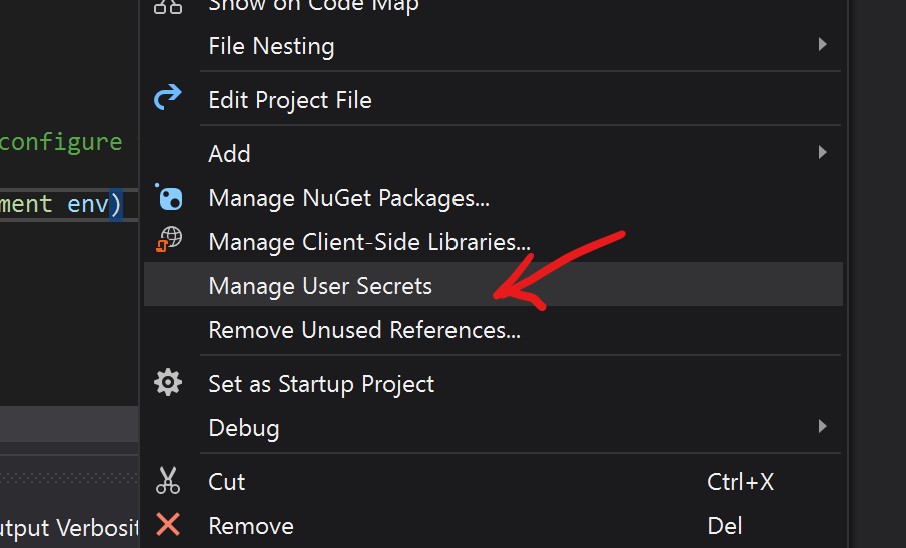 Show on Code Map
File Nesting
Edit Project File
configure
Add
Manage NuGet Packages...
ment env)
Manage Client-Side Libraries...
Manage User Secrets
Remove Unused References...
Set as Startup Project
Debug
Cut Ctrl+X
utput Verbosit
Remove Del